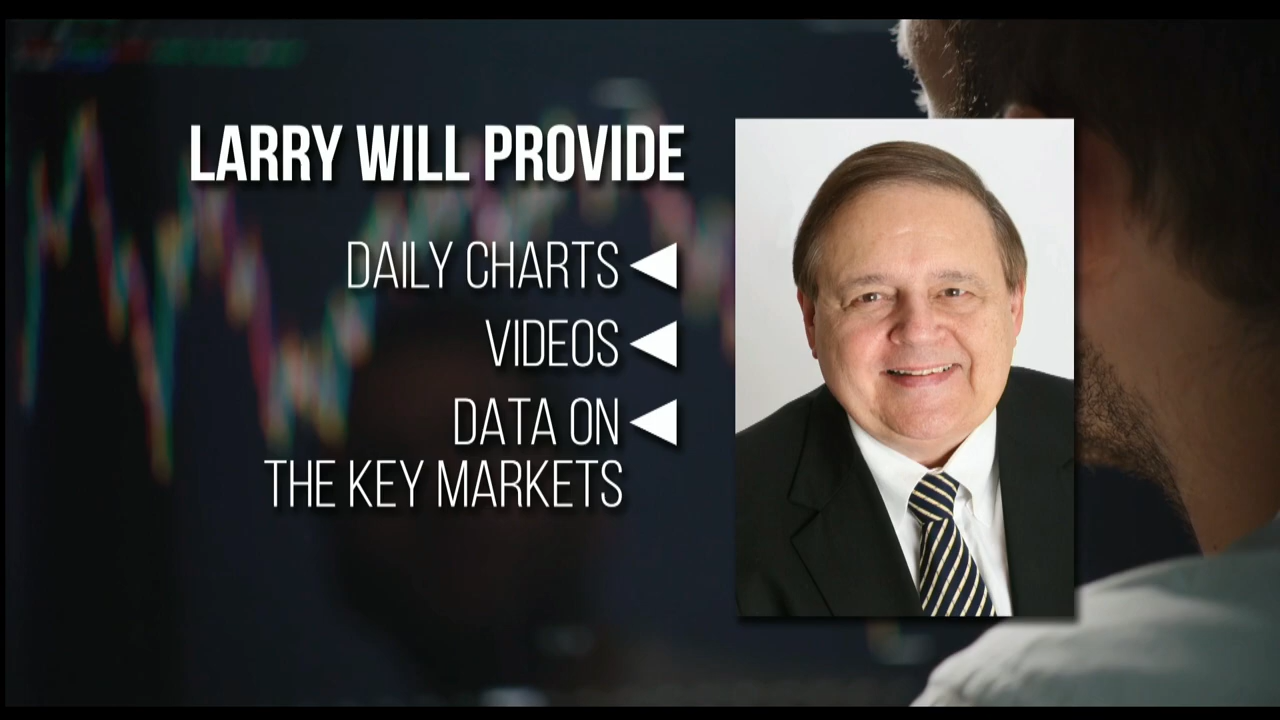 LARRY WILL PROVIDE
DAILY CHARTS
VIDEOS
DATA ON
THE KEY MARKETS